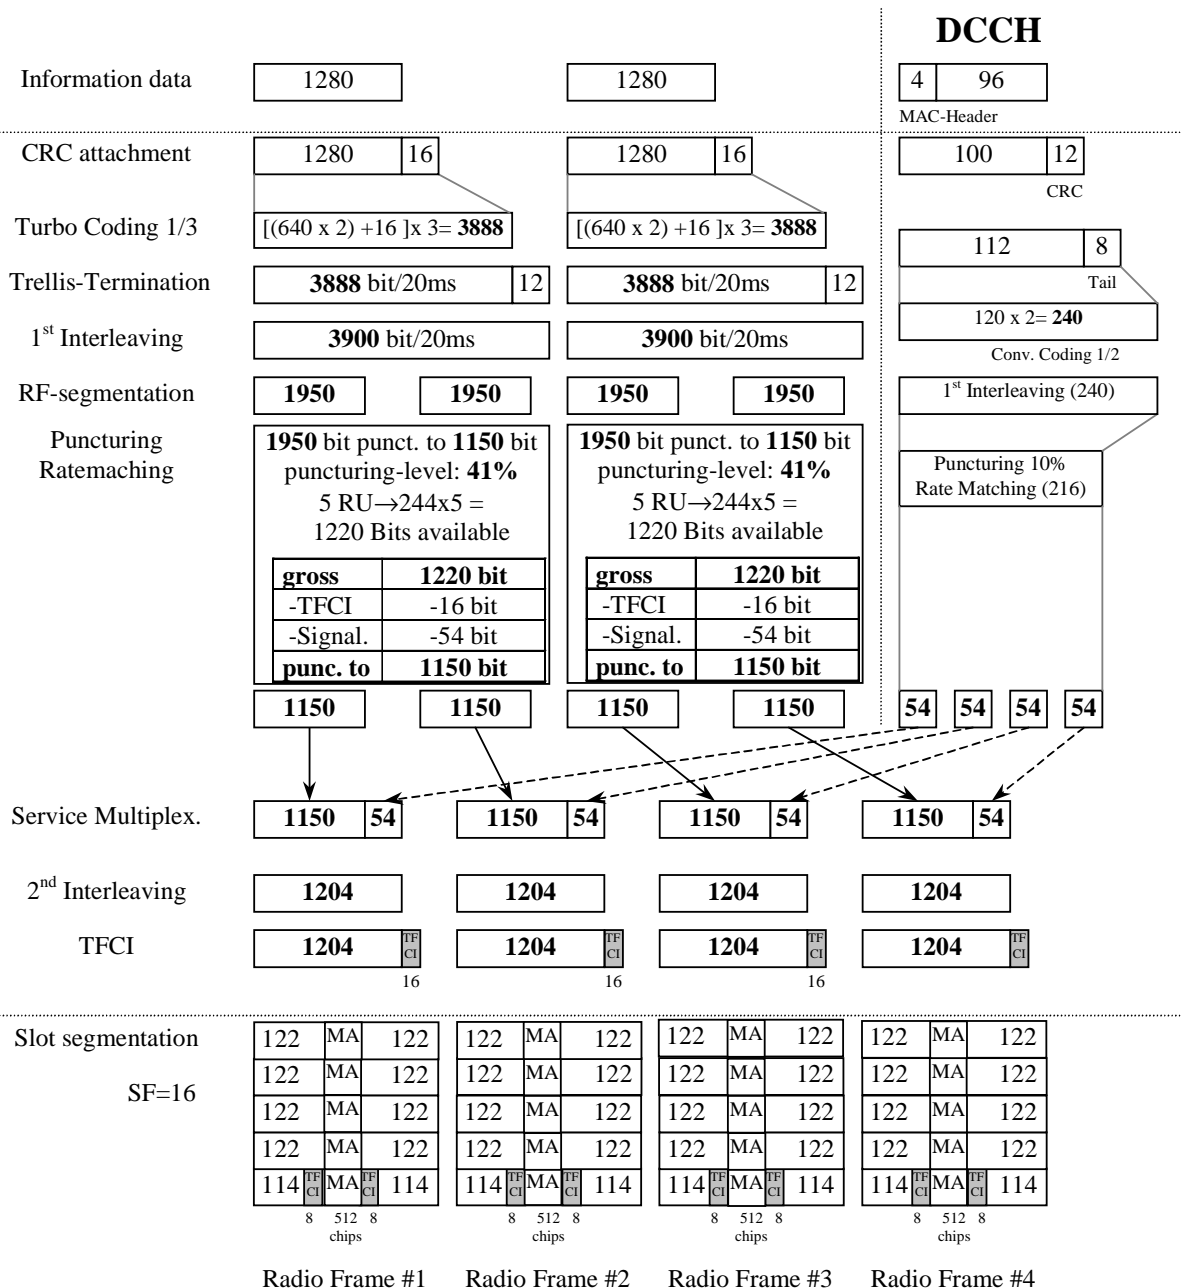 DCCH
Information data 1280 1280 4 96
MAC-Header
CRC attachment 1280 16 1280 16 100 12
CRC
Turbo Coding 1/3 [(640 x 2) +16 ]x 3= 3888 [(640 x 2) +16 ]x 3= 3888
112 8
Trellis-Termination 3888 bit/20ms 12 3888 bit/20ms 12
Tail
120 x 2= 240
1st Interleaving 3900 bit/20ms 3900 bit/20ms
Conv. Coding 1/2
RF-segmentation 1950 1950 1950 1950 1st Interleaving (240)
Puncturing 1950 bit punct. to 1150 bit 1950 bit punct. to 1150 bit
Ratemaching puncturing-level: 41% puncturing-level: 41% Puncturing 10%
5 RU→244x5 = 5 RU→244x5 = Rate Matching (216)
1220 Bits available 1220 Bits available
gross 1220 bit gross 1220 bit
-TFCI -16 bit -TFCI -16 bit
-Signal. -54 bit -Signal. -54 bit
punc. to 1150 bit punc. to 1150 bit
1150 1150 1150 1150 54 54 54 54
Service Multiplex. 1150 54 1150 54 1150 54 1150 54
2nd Interleaving 1204 1204 1204 1204
TFCI 1204 TF CI 1204 TF CI 1204 TF CI 1204 TF CI
16 16 16
Slot segmentation 122 MA 122 122 MA 122 122 MA 122 122 MA 122
122 MA 122 122 MA 122 122 MA 122 122 MA 122
SF=16
122 MA 122 122 MA 122 122 MA 122 122 MA 122
122 MA 122 122 MA 122 122 MA 122 122 MA 122
114 TF CI MA TF CI 114 114 TF CI MA TF CI 114 114 TF CI MA TF CI 114 114 TF CI MA TF CI 114
8 512 8 8 512 8 8 512 8 8 512 8
chips chips chips chips
Radio Frame #1 Radio Frame #2 Radio Frame #3 Radio Frame #4